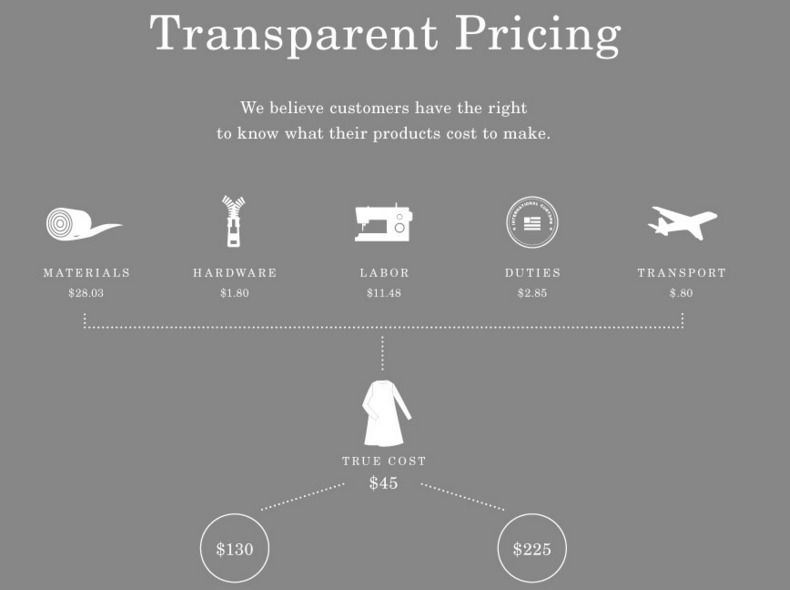 Transparent Pricing
We believe customers have the right
to know what their products cost to make.
MATERIALS
$28.03
HARDWARE
$1.80
LABOR
$11.48
DUTIES
$2.85
TRANSPORT
$.80
TRUE COST
$45
$130
$225